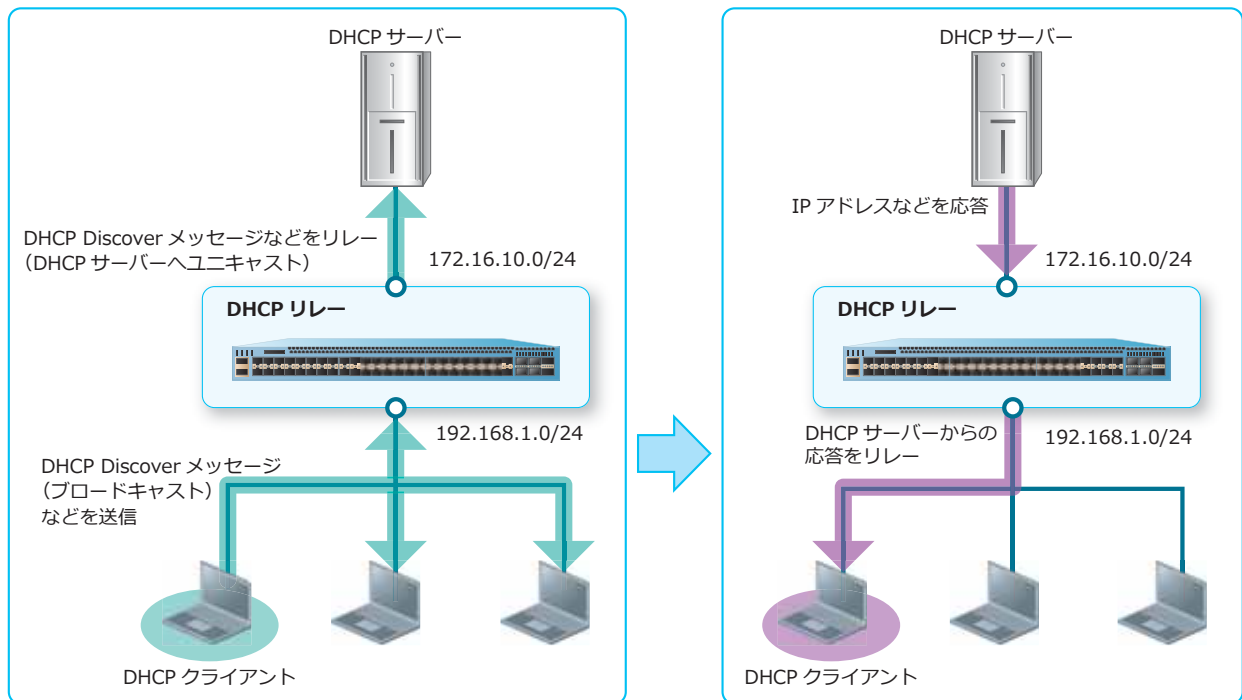 DHCP サーバー
DHCP Discover メッセージなどをリレー
（DHCP サーバーへユニキャスト）
172.16.10.0/24
DHCP リレー
192.168.1.0/24
DHCP Discover メッセージ
（ブロードキャスト）
などを送信
DHCP クライアント
DHCP サーバー
IP アドレスなどを応答
172.16.10.0/24
DHCP リレー
DHCP サーバーからの
応答をリレー
192.168.1.0/24
DHCP クライアント